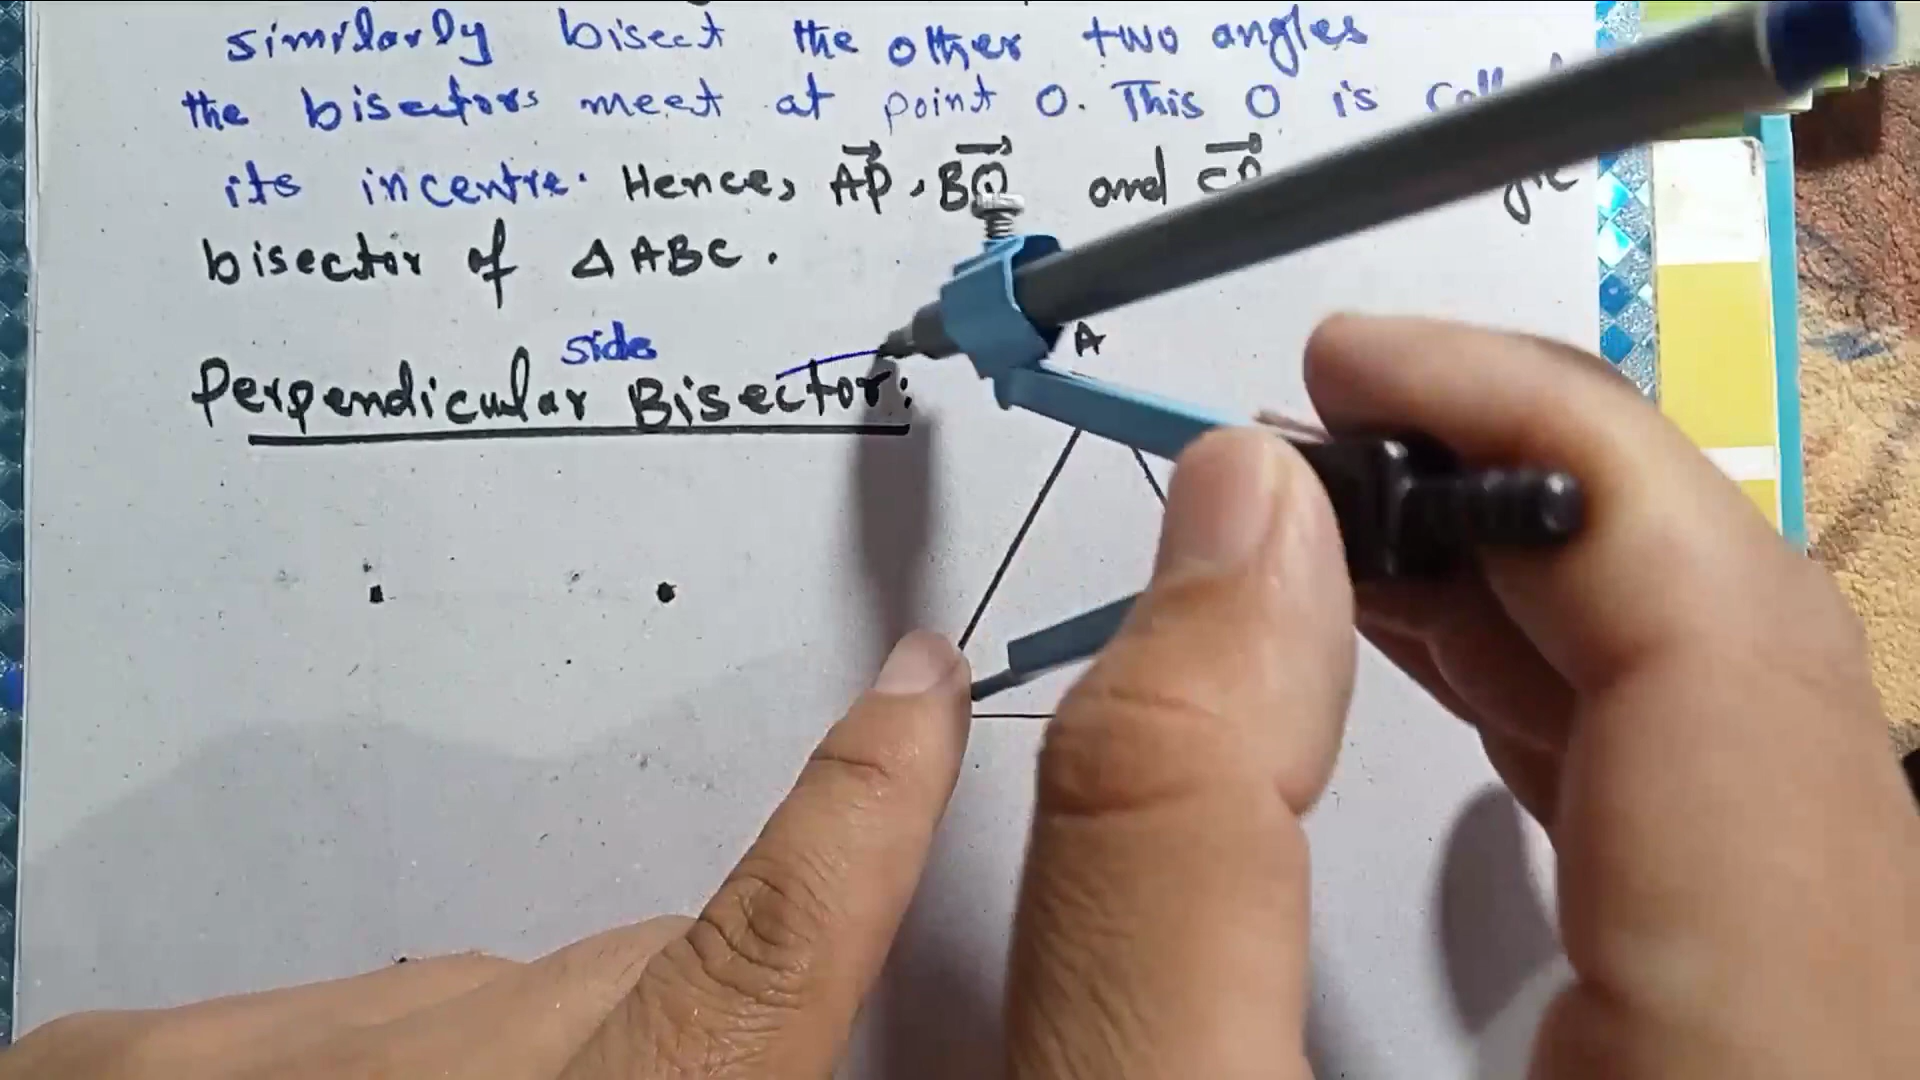 similarly bisect the other two angles
the bisectors meet at point O. This O is
its incentre. Hence, AP, BQ and
bisector of ΔABC.
side
Perpendicular Bisector:
A